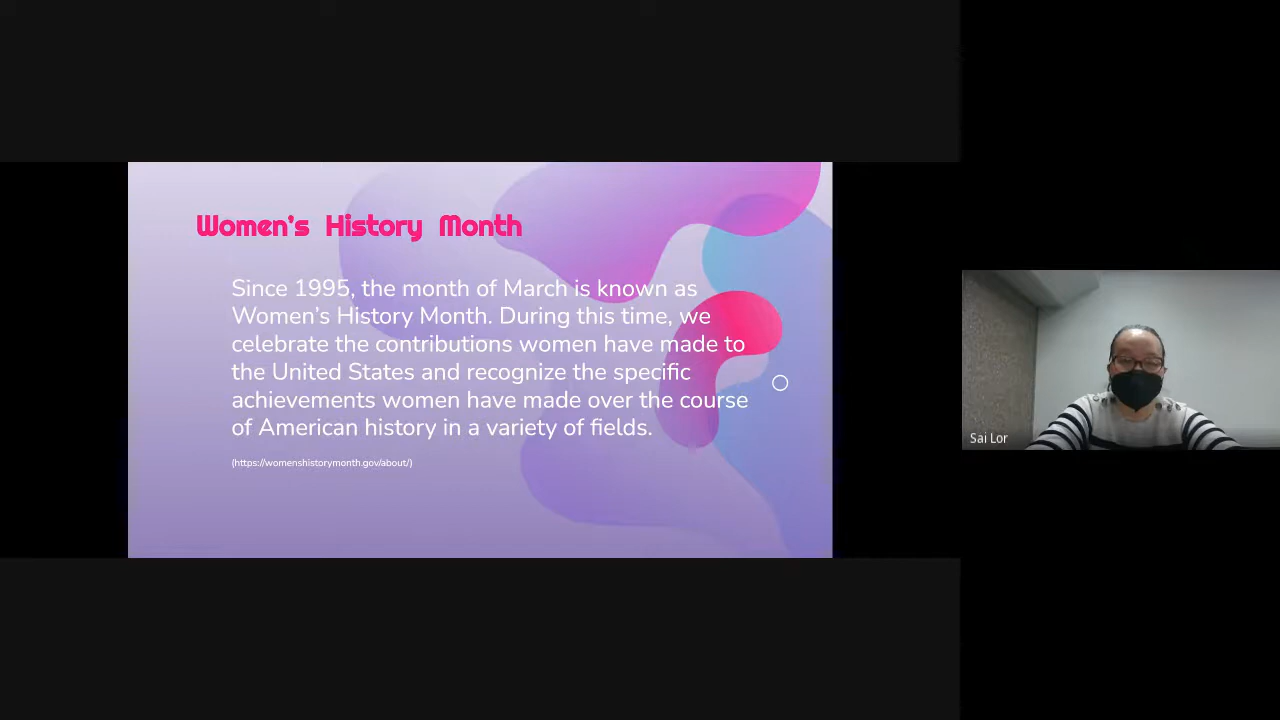 Women's History Month
Since 1995, the month of March is known as
Women's History Month. During this time, we
celebrate the contributions women have made to
the United States and recognize the specific
achievements women have made over the course
of American history in a variety of fields.
(https://womenshistorymonth.gov/about/)
Sai Lor